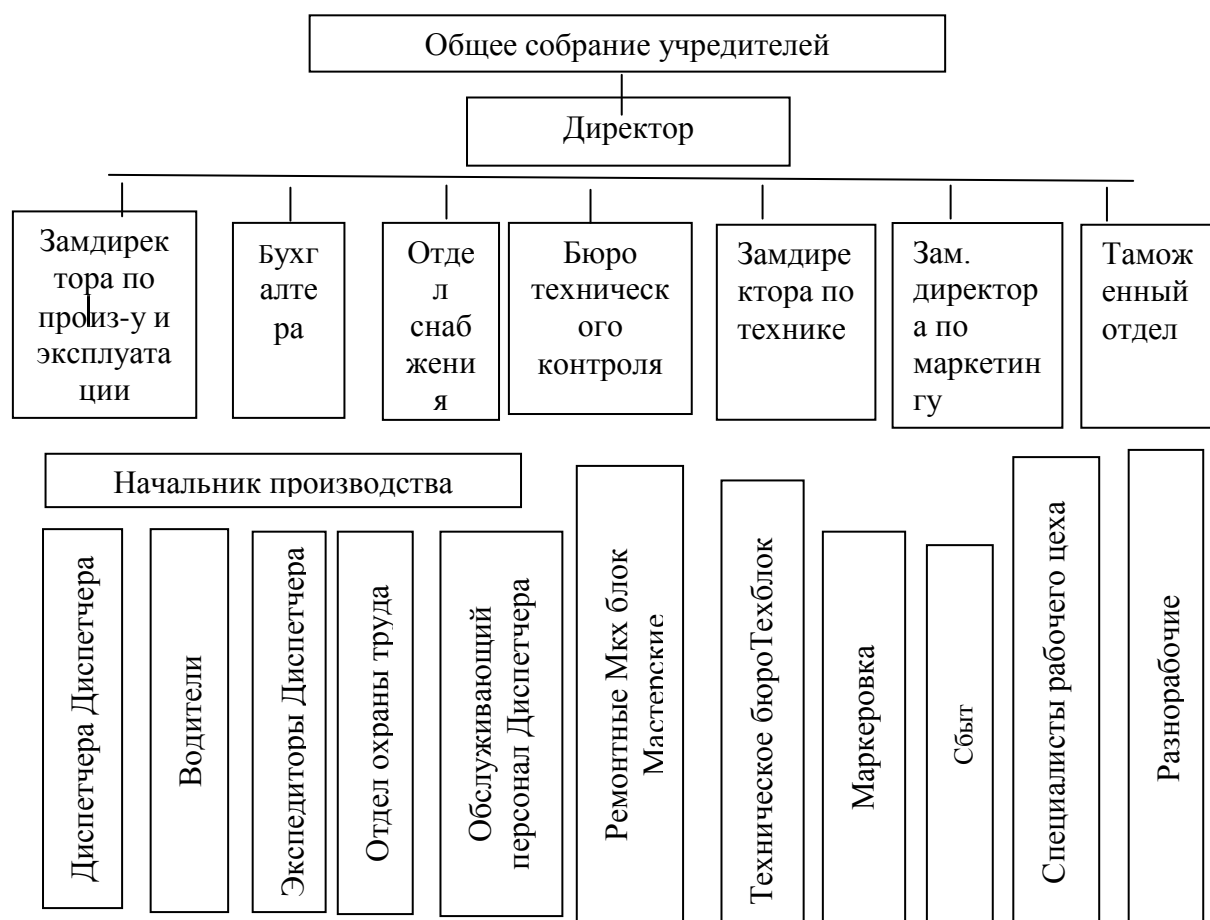 Общее собрание учредителей
Директор
Замдирек
тора по
произ-у и
эксплуата
ции
Бухг
алте
ра
Отде
л
снаб
жени
я
Бюро
техническ
ого
контроля
Замдире
ктора по
технике
Зам.
директор
а по
маркетин
гу
Тамож
енный
отдел
Начальник производства
Диспетчера Диспетчера
Водители
Экспедиторы Диспетчера
Отдел охраны труда
Обслуживающий
персонал Диспетчера
Ремонтные Мкх блок
Мастерские
Техническое бюроТехблок
Маркеровка
Сбыт
Специалисты рабочего цеха
Разнорабочие